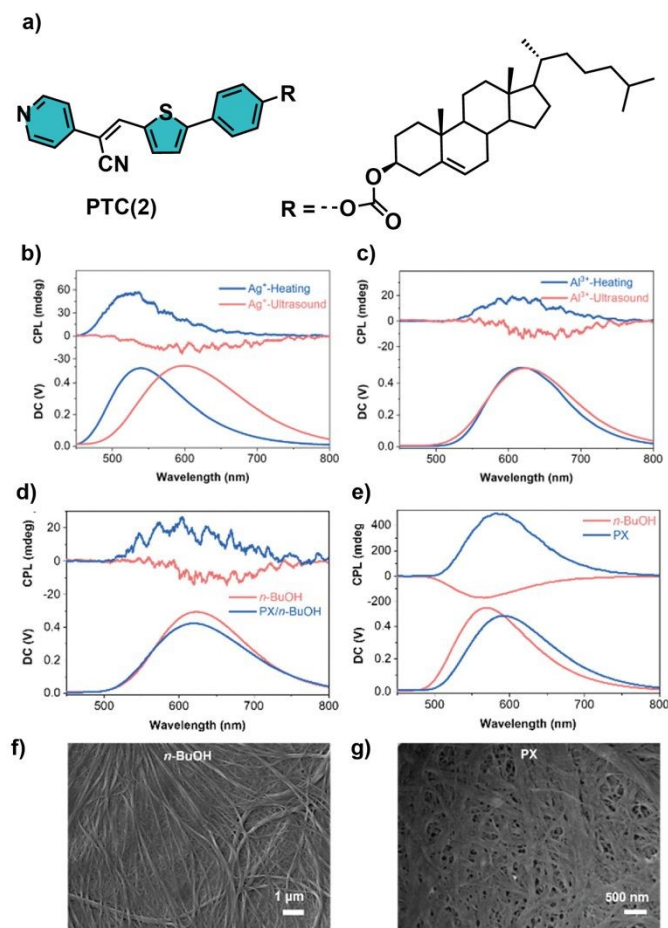 a)
N
S
R
CN
PTC(2)
R = --O
O
O
b)
CPL (mdeg)
60
30
0
-30
Ag⁺-Heating
Ag⁺-Ultrasound
DC (V)
0.4
0.2
0.0
500 600 700 800
Wavelength (nm)
c)
CPL (mdeg)
20
0
-20
Al³⁺-Heating
Al³⁺-Ultrasound
DC (V)
0.4
0.2
0.0
500 600 700 800
Wavelength (nm)
d)
CPL (mdeg)
20
0
-20
n-BuOH
PX/n-BuOH
DC (V)
0.4
0.2
0.0
500 600 700 800
Wavelength (nm)
e)
CPL (mdeg)
400
200
0
-200
n-BuOH
PX
DC (V)
0.4
0.2
0.0
450 500 550 600 650 700 750 800
Wavelength (nm)
f)
n-BuOH
1 µm
g)
PX
500 nm